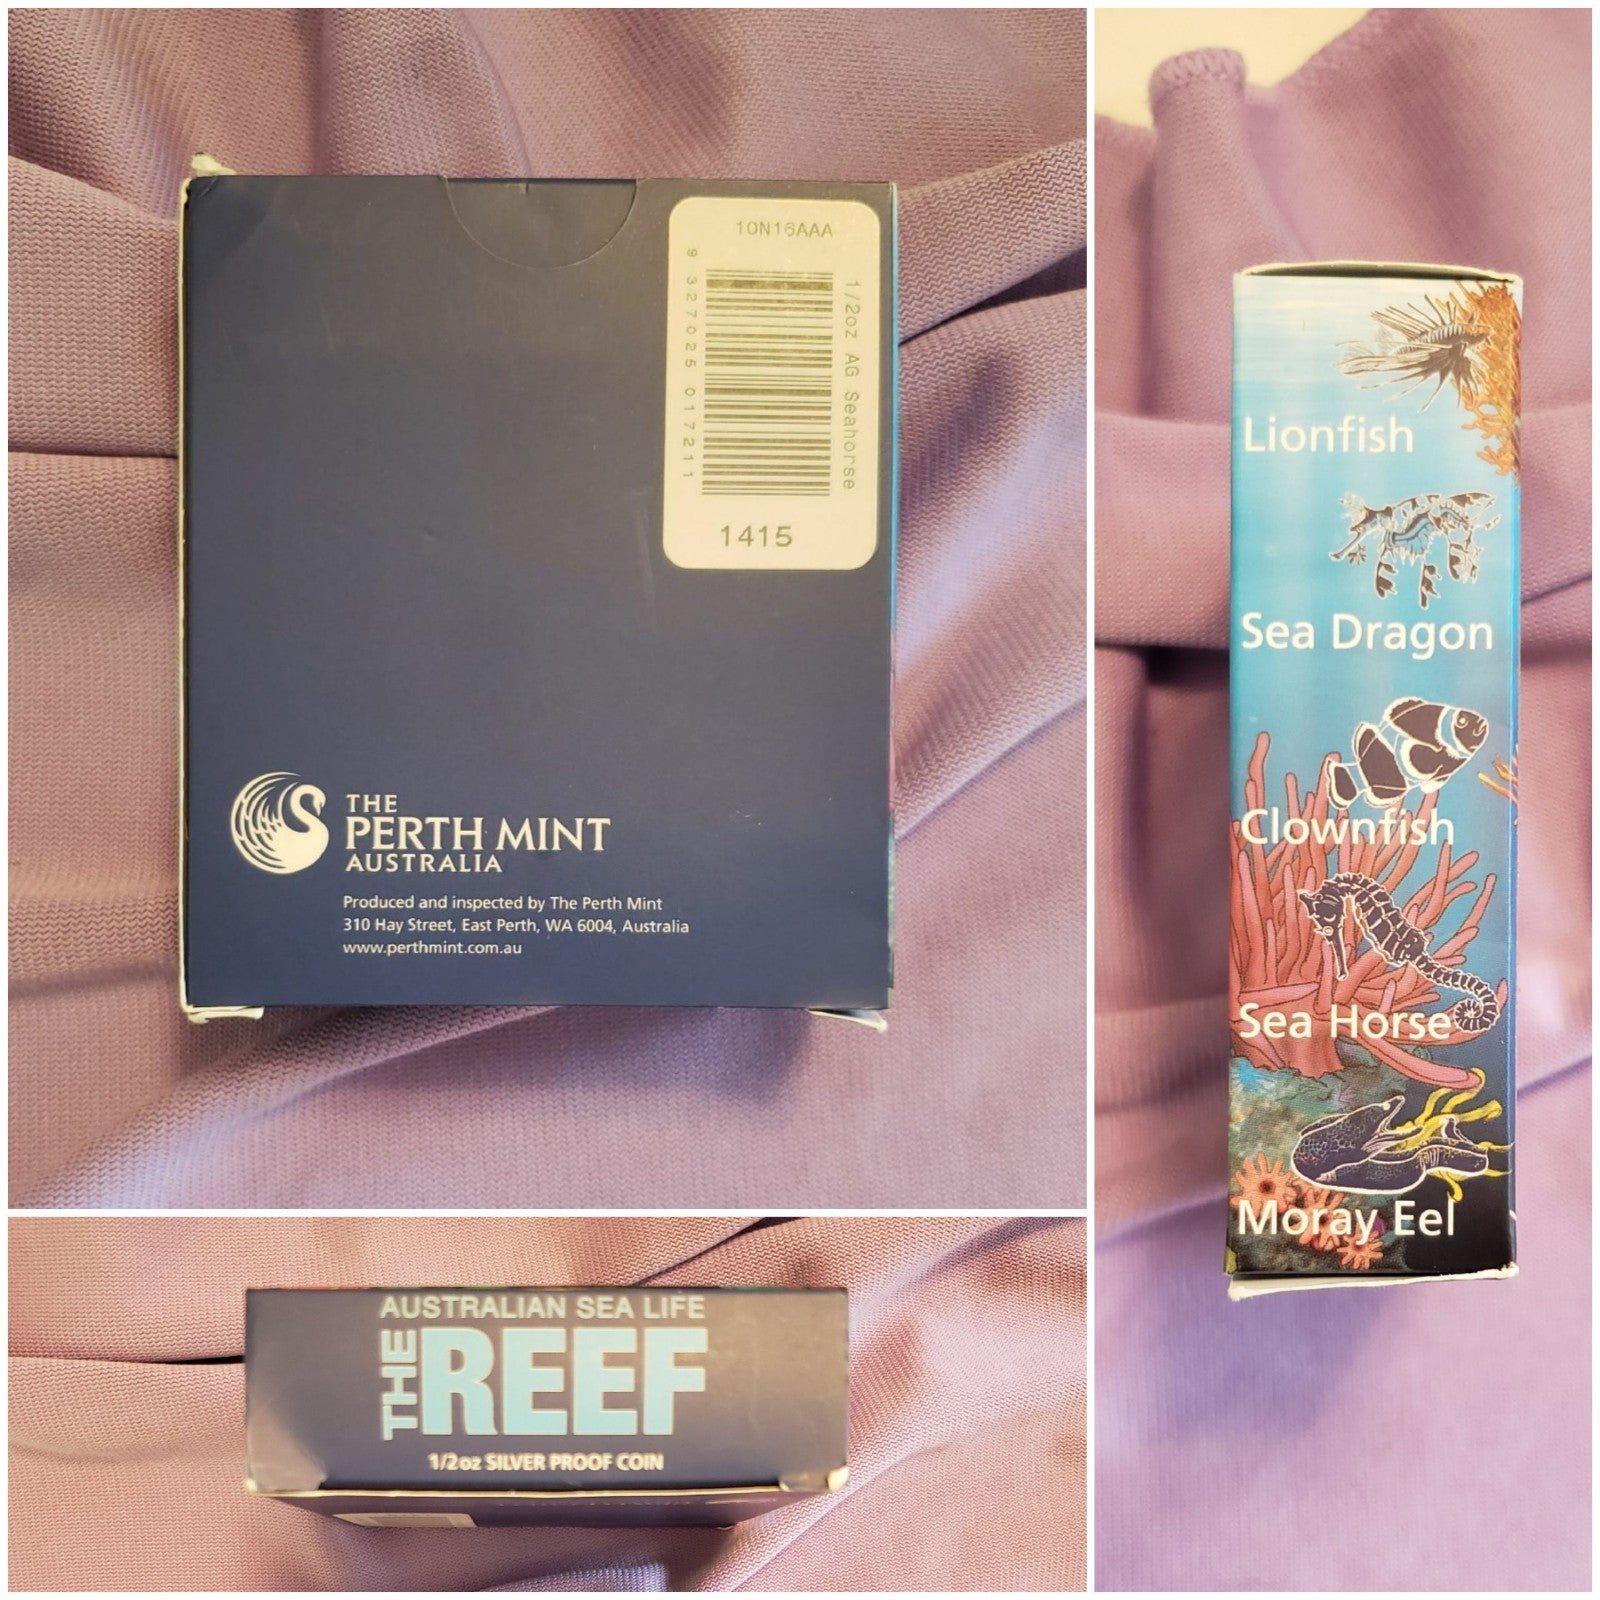 10N16AAA
9 327025 017211
1/2oz AG Seahorse
1415
THE
PERTH MINT
AUSTRALIA
Produced and inspected by The Perth Mint
310 Hay Street, East Perth, WA 6004, Australia
www.perthmint.com.au
Lionfish
Sea Dragon
Clownfish
Sea Horse
Moray Eel
AUSTRALIAN SEA LIFE
THE REEF
1/2oz SILVER PROOF COIN